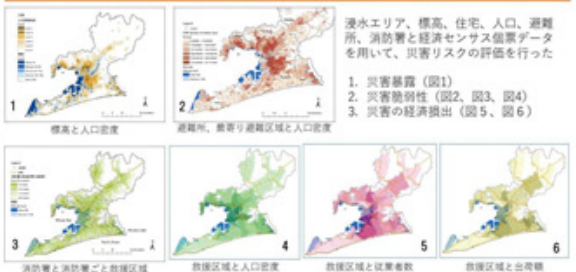 浸水エリア、標高、住宅、人口、避難
所、消防署と経済センサス個票データ
を用いて、災害リスクの評価を行った
1. 災害暴露（図1）
2. 災害脆弱性（図2、図3、図4）
3. 災害の経済損出（図５、図６）
1
標高と人口密度
2
避難所、最寄り避難区域と人口密度
3
消防署と消防署ごと救援区域
4
救援区域と人口密度
5
救援区域と従業者数
6
救援区域と出荷額